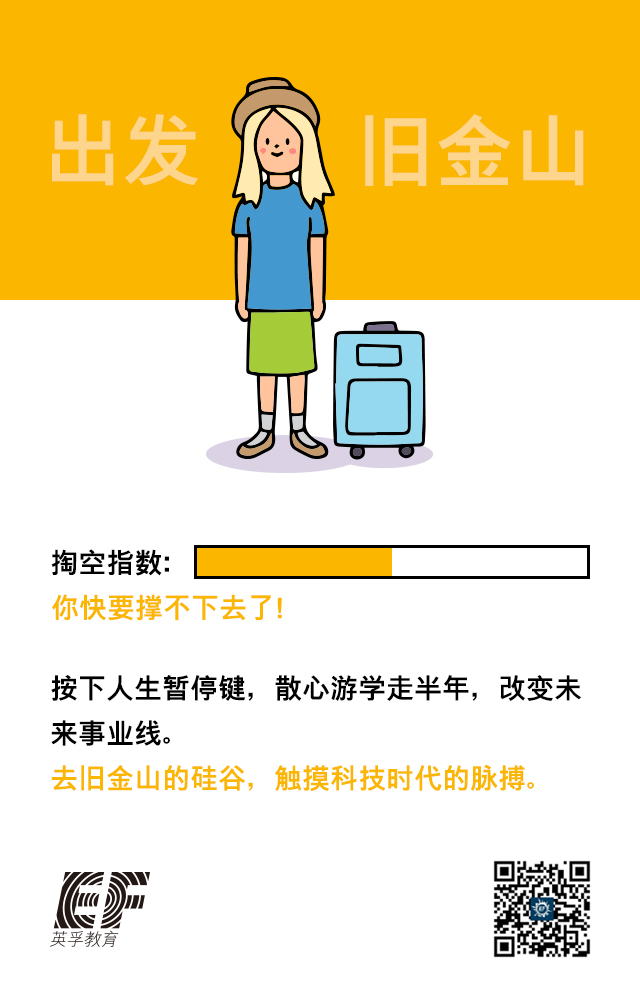 出发 旧金山
掏空指数:
你快要撑不下去了!
按下人生暂停键，散心游学走半年，改变未
来事业线。
去旧金山的硅谷，触摸科技时代的脉搏。
EF
英孚教育